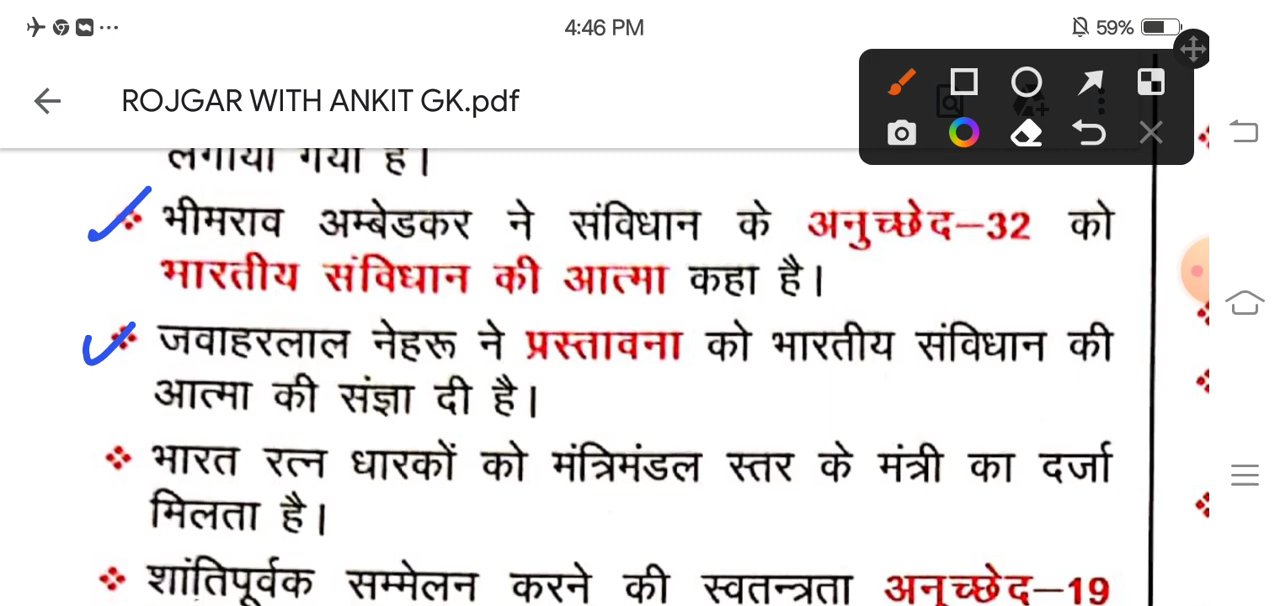 4:46 PM
59%
ROJGAR WITH ANKIT GK.pdf
लगाया गया है।
भीमराव अम्बेडकर ने संविधान के अनुच्छेद–32 को
भारतीय संविधान की आत्मा कहा है।
जवाहरलाल नेहरू ने प्रस्तावना को भारतीय संविधान की
आत्मा की संज्ञा दी है।
भारत रत्न धारकों को मंत्रिमंडल स्तर के मंत्री का दर्जा
मिलता है।
शांतिपूर्वक सम्मेलन करने की स्वतन्त्रता अनुच्छेद–19